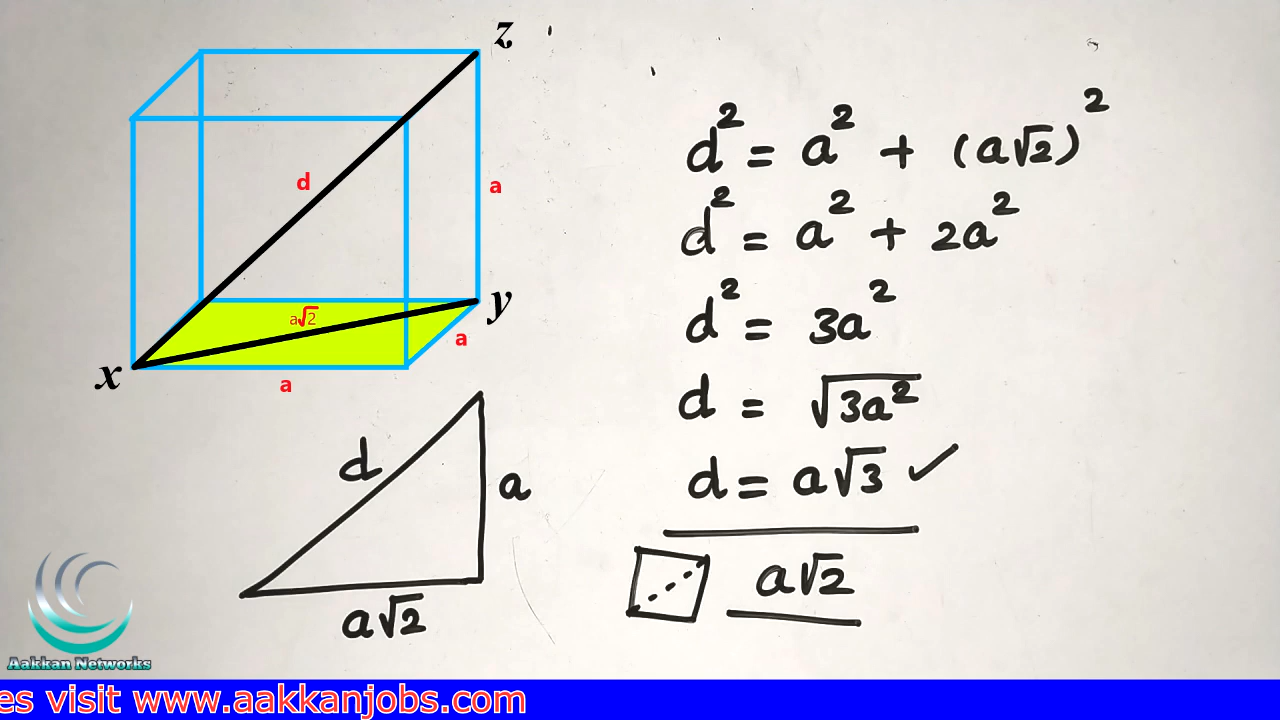 z
d
a
a√2
y
a
x
a
d
a
a√2
d² = a² + (a√2)²
d² = a² + 2a²
d² = 3a²
d = √3a²
d = a√3 ✓
a√2
Aakkan Networks
es visit www.aakkanjobs.com